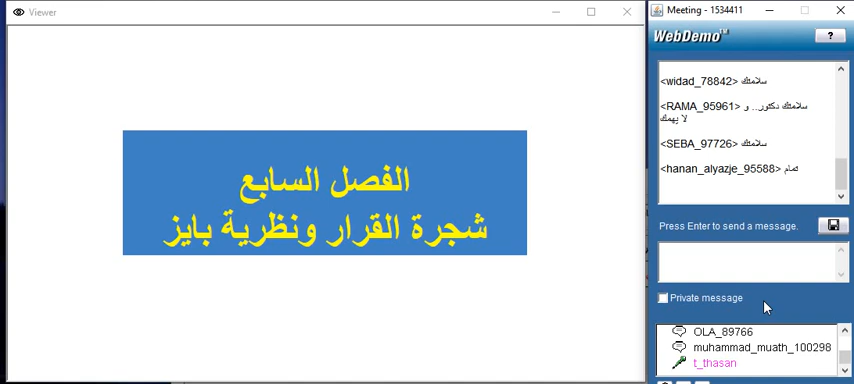 Viewer
الفصل السابع
شجرة القرار ونظرية بايز
Meeting - 1534411
WebDemo™
?
<widad_78842> سلامتك
<RAMA_95961> سلامتك دكتور.. و
لا يهمك
<SEBA_97726> سلامتك
<hanan_alyazje_95588> تمام
Press Enter to send a message.
Private message
OLA_89766
muhammad_muath_100298
t_thasan